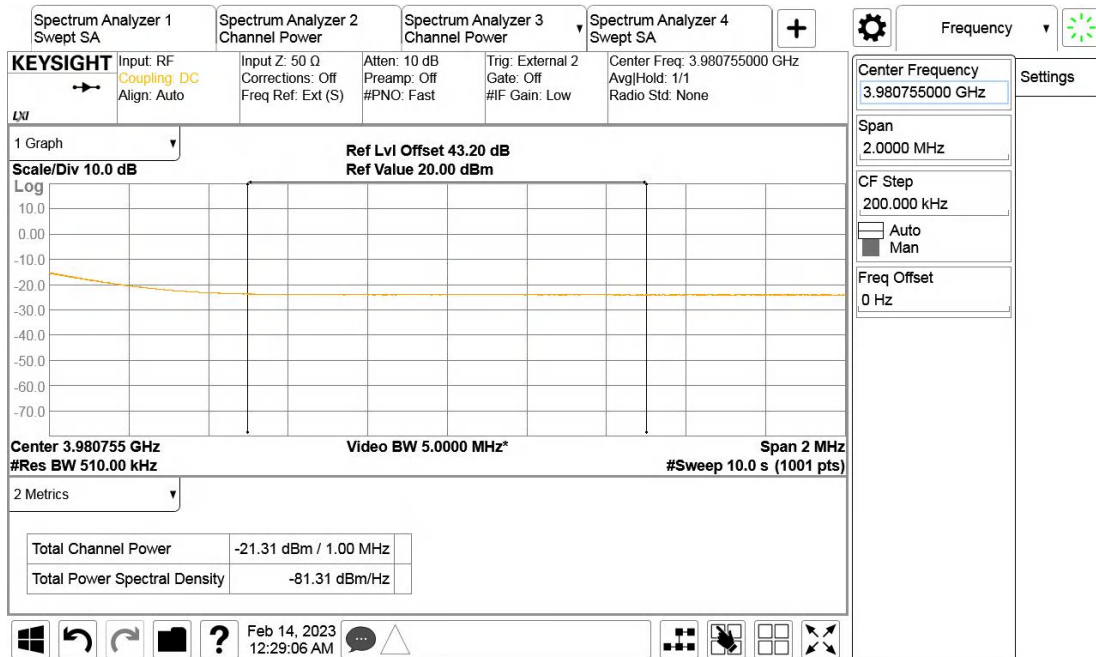 Spectrum Analyzer 1
Swept SA
Spectrum Analyzer 2
Channel Power
Spectrum Analyzer 3
Channel Power
Spectrum Analyzer 4
Swept SA
+
Frequency
KEYSIGHT
LXI
Input: RF
Coupling: DC
Align: Auto
Input Z: 50 Ω
Corrections: Off
Freq Ref: Ext (S)
Atten: 10 dB
Preamp: Off
#PNO: Fast
Trig: External 2
Gate: Off
#IF Gain: Low
Center Freq: 3.980755000 GHz
Avg|Hold: 1/1
Radio Std: None
Center Frequency
3.980755000 GHz
Settings
Span
2.0000 MHz
CF Step
200.000 kHz
Auto
Man
Freq Offset
0 Hz
1 Graph
Scale/Div 10.0 dB
Ref Lvl Offset 43.20 dB
Ref Value 20.00 dBm
Log
10.0
0.00
-10.0
-20.0
-30.0
-40.0
-50.0
-60.0
-70.0
Center 3.980755 GHz
#Res BW 510.00 kHz
Video BW 5.0000 MHz*
Span 2 MHz
#Sweep 10.0 s (1001 pts)
2 Metrics
Total Channel Power -21.31 dBm / 1.00 MHz
Total Power Spectral Density -81.31 dBm/Hz
?
Feb 14, 2023
12:29:06 AM